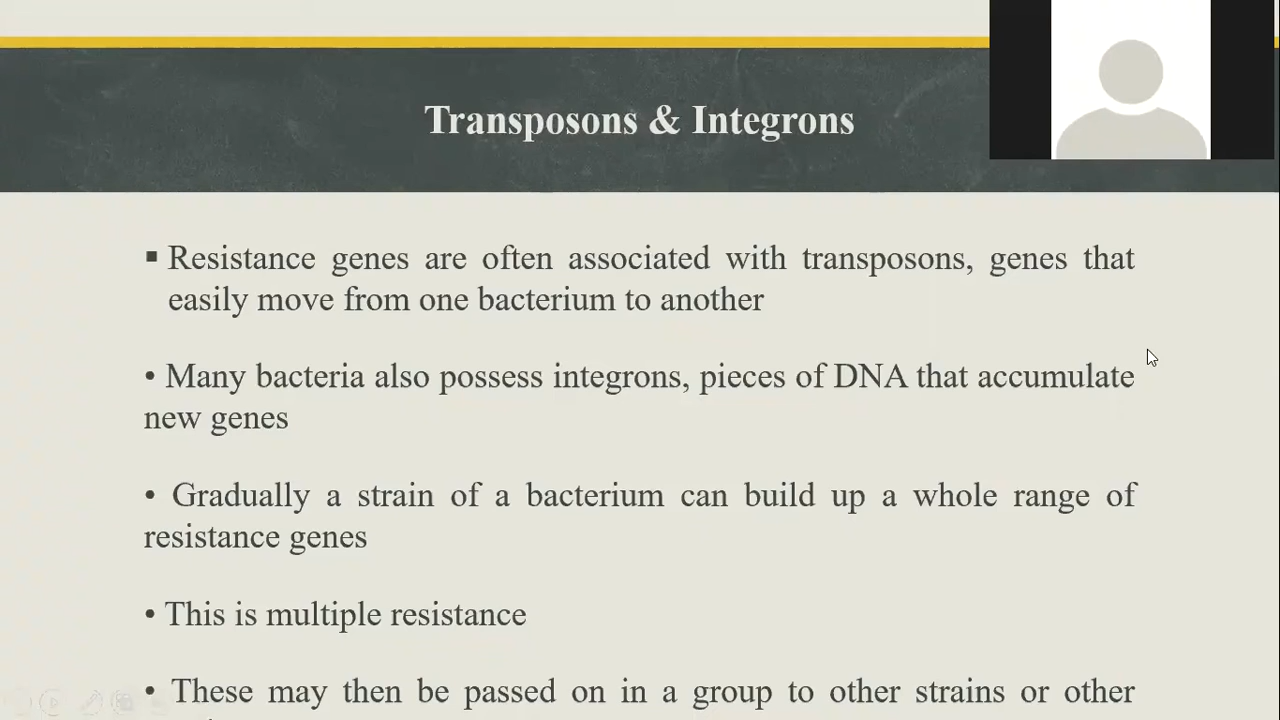 Transposons & Integrons
▪ Resistance genes are often associated with transposons, genes that
easily move from one bacterium to another
• Many bacteria also possess integrons, pieces of DNA that accumulate
new genes
• Gradually a strain of a bacterium can build up a whole range of
resistance genes
• This is multiple resistance
• These may then be passed on in a group to other strains or other